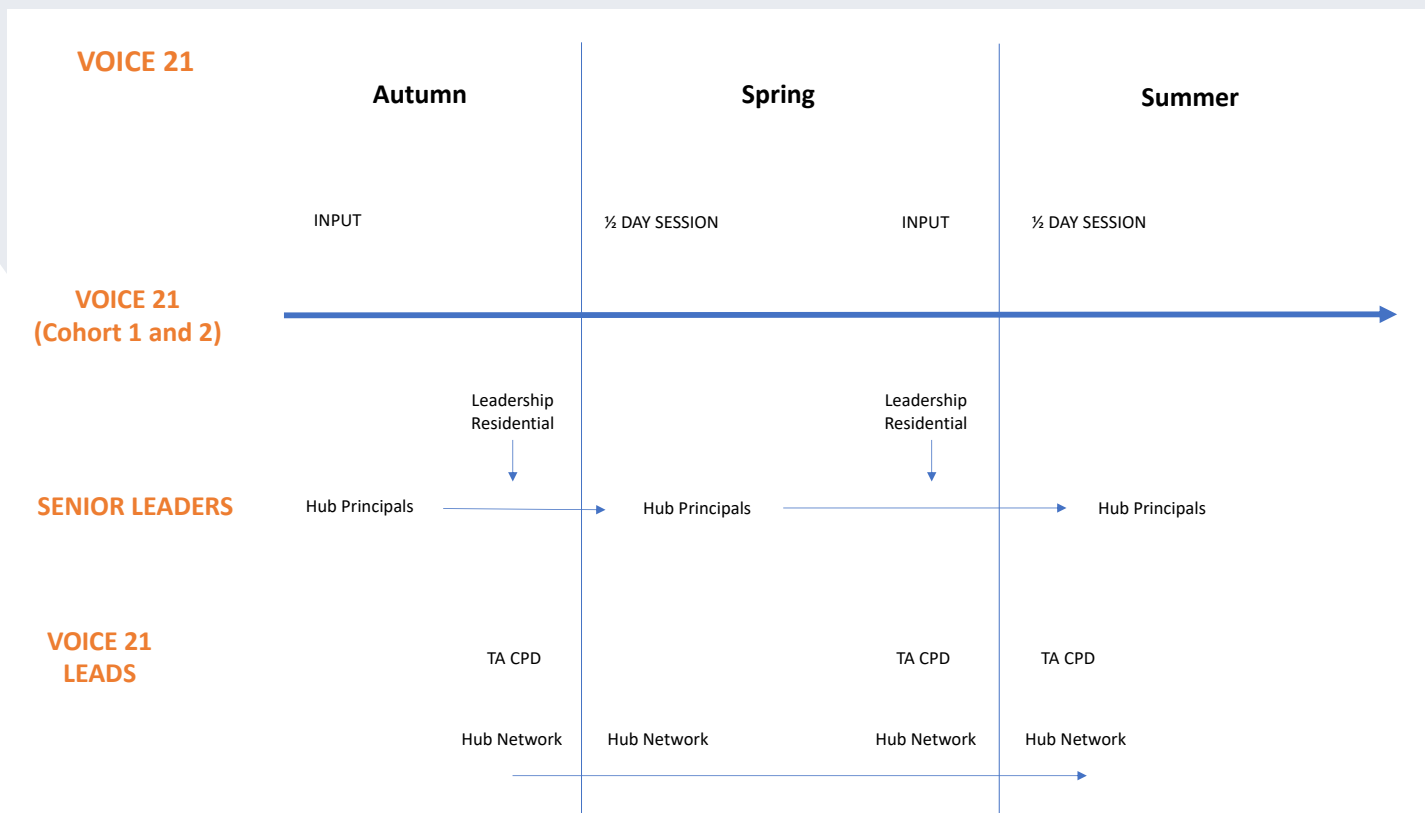 VOICE 21
Autumn
Spring
Summer
INPUT
½ DAY SESSION
INPUT
½ DAY SESSION
VOICE 21
(Cohort 1 and 2)
Leadership
Residential
Leadership
Residential
SENIOR LEADERS
Hub Principals
Hub Principals
Hub Principals
VOICE 21
LEADS
TA CPD
TA CPD
TA CPD
Hub Network
Hub Network
Hub Network
Hub Network